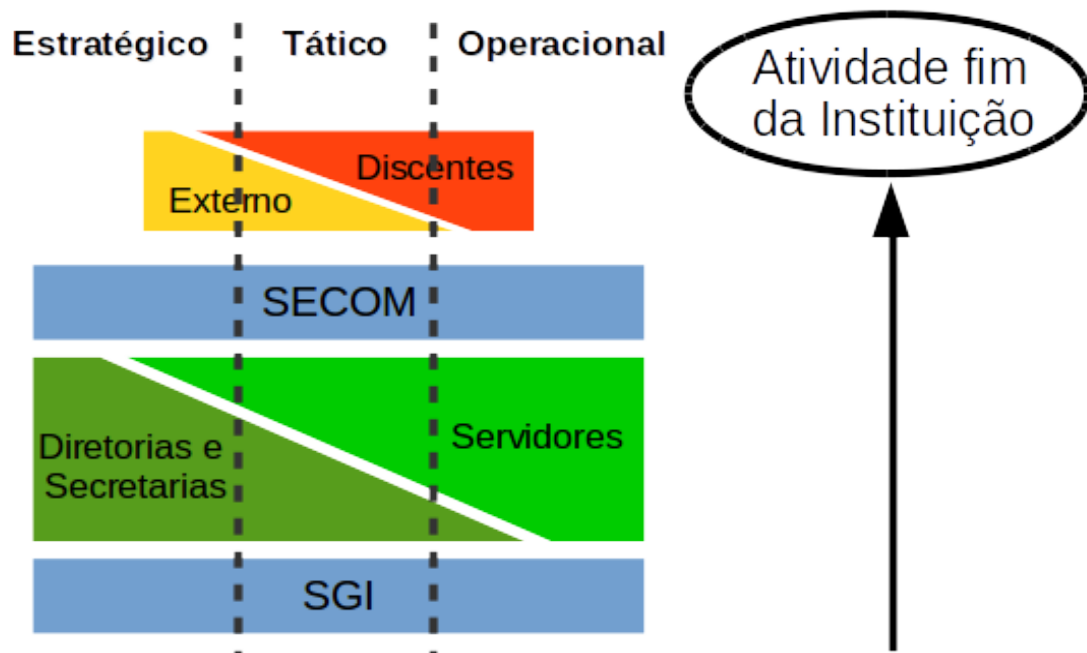 Estratégico Tático Operacional
Atividade fim
da Instituição
Discentes
Externo
SECOM
Servidores
Diretorias e
Secretarias
SGI